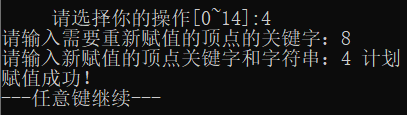 请选择你的操作[0~14]:4
请输入需要重新赋值的顶点的关键字：8
请输入新赋值的顶点关键字和字符串：4 计划
赋值成功！
---任意键继续---